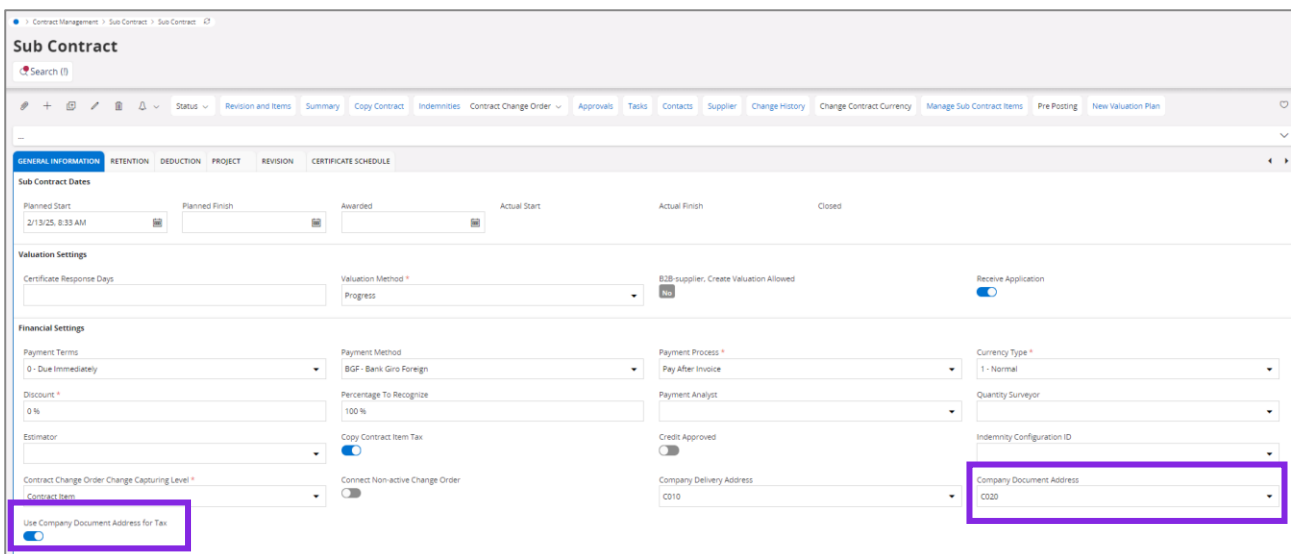 > Contract Management > Sub Contract > Sub Contract
Sub Contract
Search (!)
Status Revision and Items Summary Copy Contract Indemnities Contract Change Order Approvals Tasks Contacts Supplier Change History Change Contract Currency Manage Sub Contract Items Pre Posting New Valuation Plan
...
GENERAL INFORMATION RETENTION DEDUCTION PROJECT REVISION CERTIFICATE SCHEDULE
Sub Contract Dates
Planned Start Planned Finish Awarded Actual Start Actual Finish Closed
2/13/25, 8:33 AM
Valuation Settings
Certificate Response Days Valuation Method * B2B-supplier, Create Valuation Allowed Receive Application
Progress No
Financial Settings
Payment Terms Payment Method Payment Process * Currency Type *
0 - Due Immediately BGF - Bank Giro Foreign Pay After Invoice 1 - Normal
Discount * Percentage To Recognize Payment Analyst Quantity Surveyor
0 % 100 %
Estimator Copy Contract Item Tax Credit Approved Indemnity Configuration ID
Contract Change Order Change Capturing Level * Connect Non-active Change Order Company Delivery Address Company Document Address
Contract Item C010 C020
Use Company Document Address for Tax